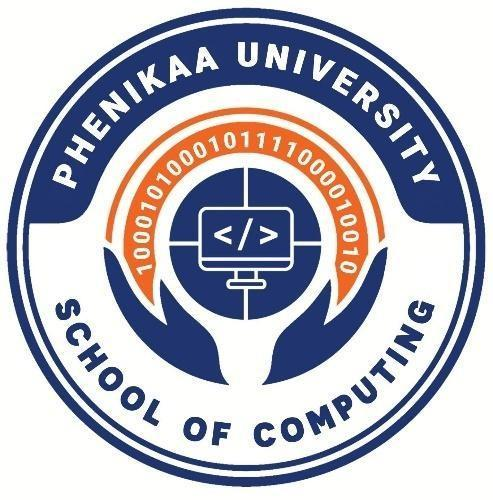 PHENIKAA UNIVERSITY
1000101000101111000010010
</>
SCHOOL OF COMPUTING